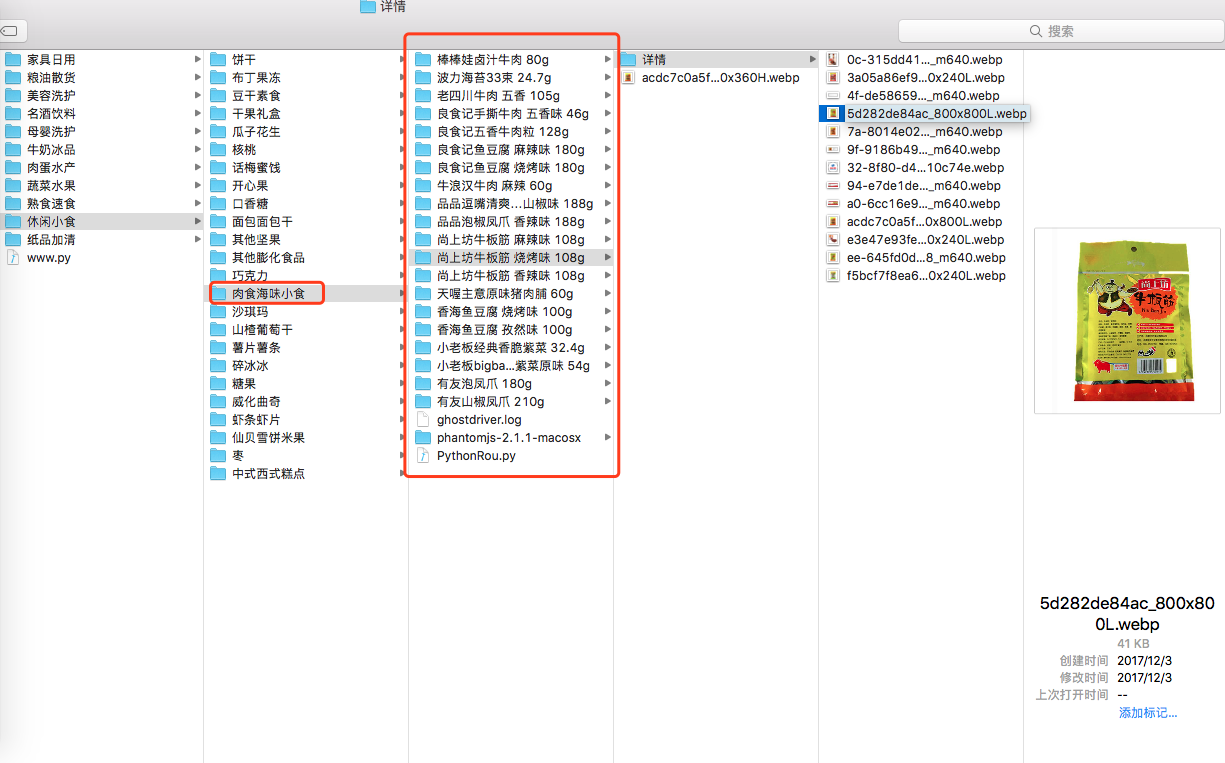 详情
搜索
家具日用
粮油散货
美容洗护
名酒饮料
母婴洗护
牛奶冰品
肉蛋水产
蔬菜水果
熟食速食
休闲小食
纸品加清
www.py
饼干
布丁果冻
豆干素食
干果礼盒
瓜子花生
核桃
话梅蜜饯
开心果
口香糖
面包面包干
其他坚果
其他膨化食品
巧克力
肉食海味小食
沙琪玛
山楂葡萄干
薯片薯条
碎冰冰
糖果
威化曲奇
虾条虾片
仙贝雪饼米果
枣
中式西式糕点
棒棒娃卤汁牛肉 80g
波力海苔33束 24.7g
老四川牛肉 五香 105g
良食记手撕牛肉 五香味 46g
良食记五香牛肉粒 128g
良食记鱼豆腐 麻辣味 180g
良食记鱼豆腐 烧烤味 180g
牛浪汉牛肉 麻辣 60g
品品逗嘴清爽...山椒味 188g
品品泡椒凤爪 香辣味 188g
尚上坊牛板筋 麻辣味 108g
尚上坊牛板筋 烧烤味 108g
尚上坊牛板筋 香辣味 108g
天喔主意原味猪肉脯 60g
香海鱼豆腐 烧烤味 100g
香海鱼豆腐 孜然味 100g
小老板经典香脆紫菜 32.4g
小老板bigba...紫菜原味 54g
有友泡凤爪 180g
有友山椒凤爪 210g
ghostdriver.log
phantomjs-2.1.1-macosx
PythonRou.py
详情
acdc7c0a5f...0x360H.webp
0c-315dd41..._m640.webp
3a05a86ef9...0x240L.webp
4f-de58659..._m640.webp
5d282de84ac_800x800L.webp
7a-8014e02..._m640.webp
9f-9186b49..._m640.webp
32-8f80-d4...10c74e.webp
94-e7de1de..._m640.webp
a0-6cc16e9..._m640.webp
acdc7c0a5f...0x800L.webp
e3e47e93fe...0x240L.webp
ee-645fd0d...8_m640.webp
f5bcf7f8ea6...0x240L.webp
尚上坊
牛板筋
5d282de84ac_800x80
0L.webp
41 KB
创建时间 2017/12/3
修改时间 2017/12/3
上次打开时间 --
添加标记...